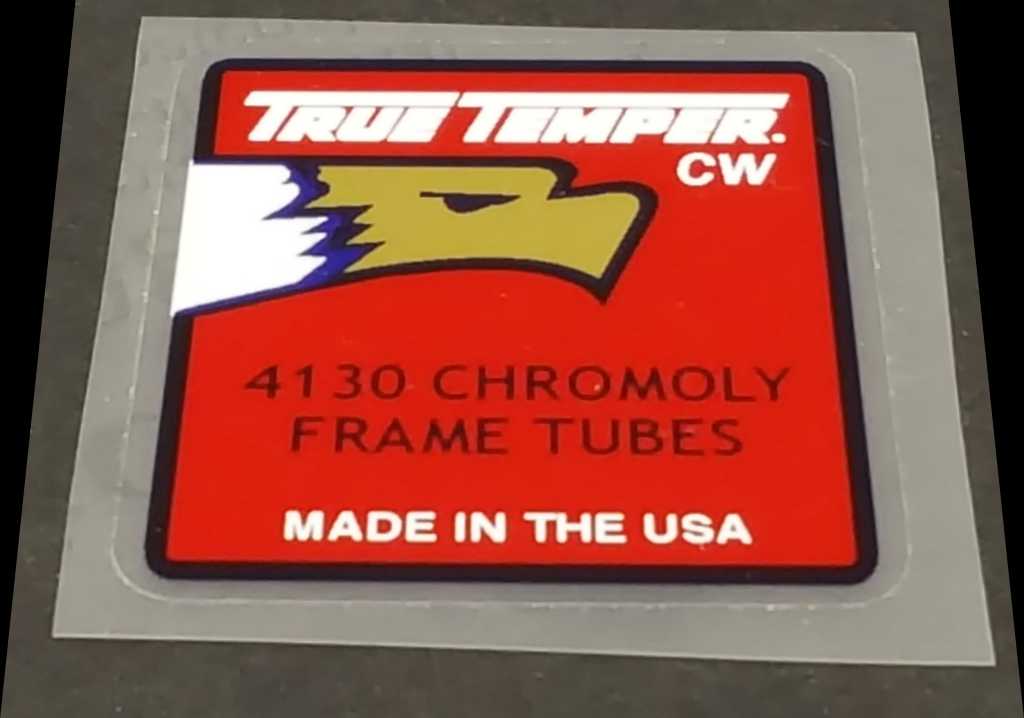 TRUE TEMPER.
CW
4130 CHROMOLY
FRAME TUBES
MADE IN THE USA